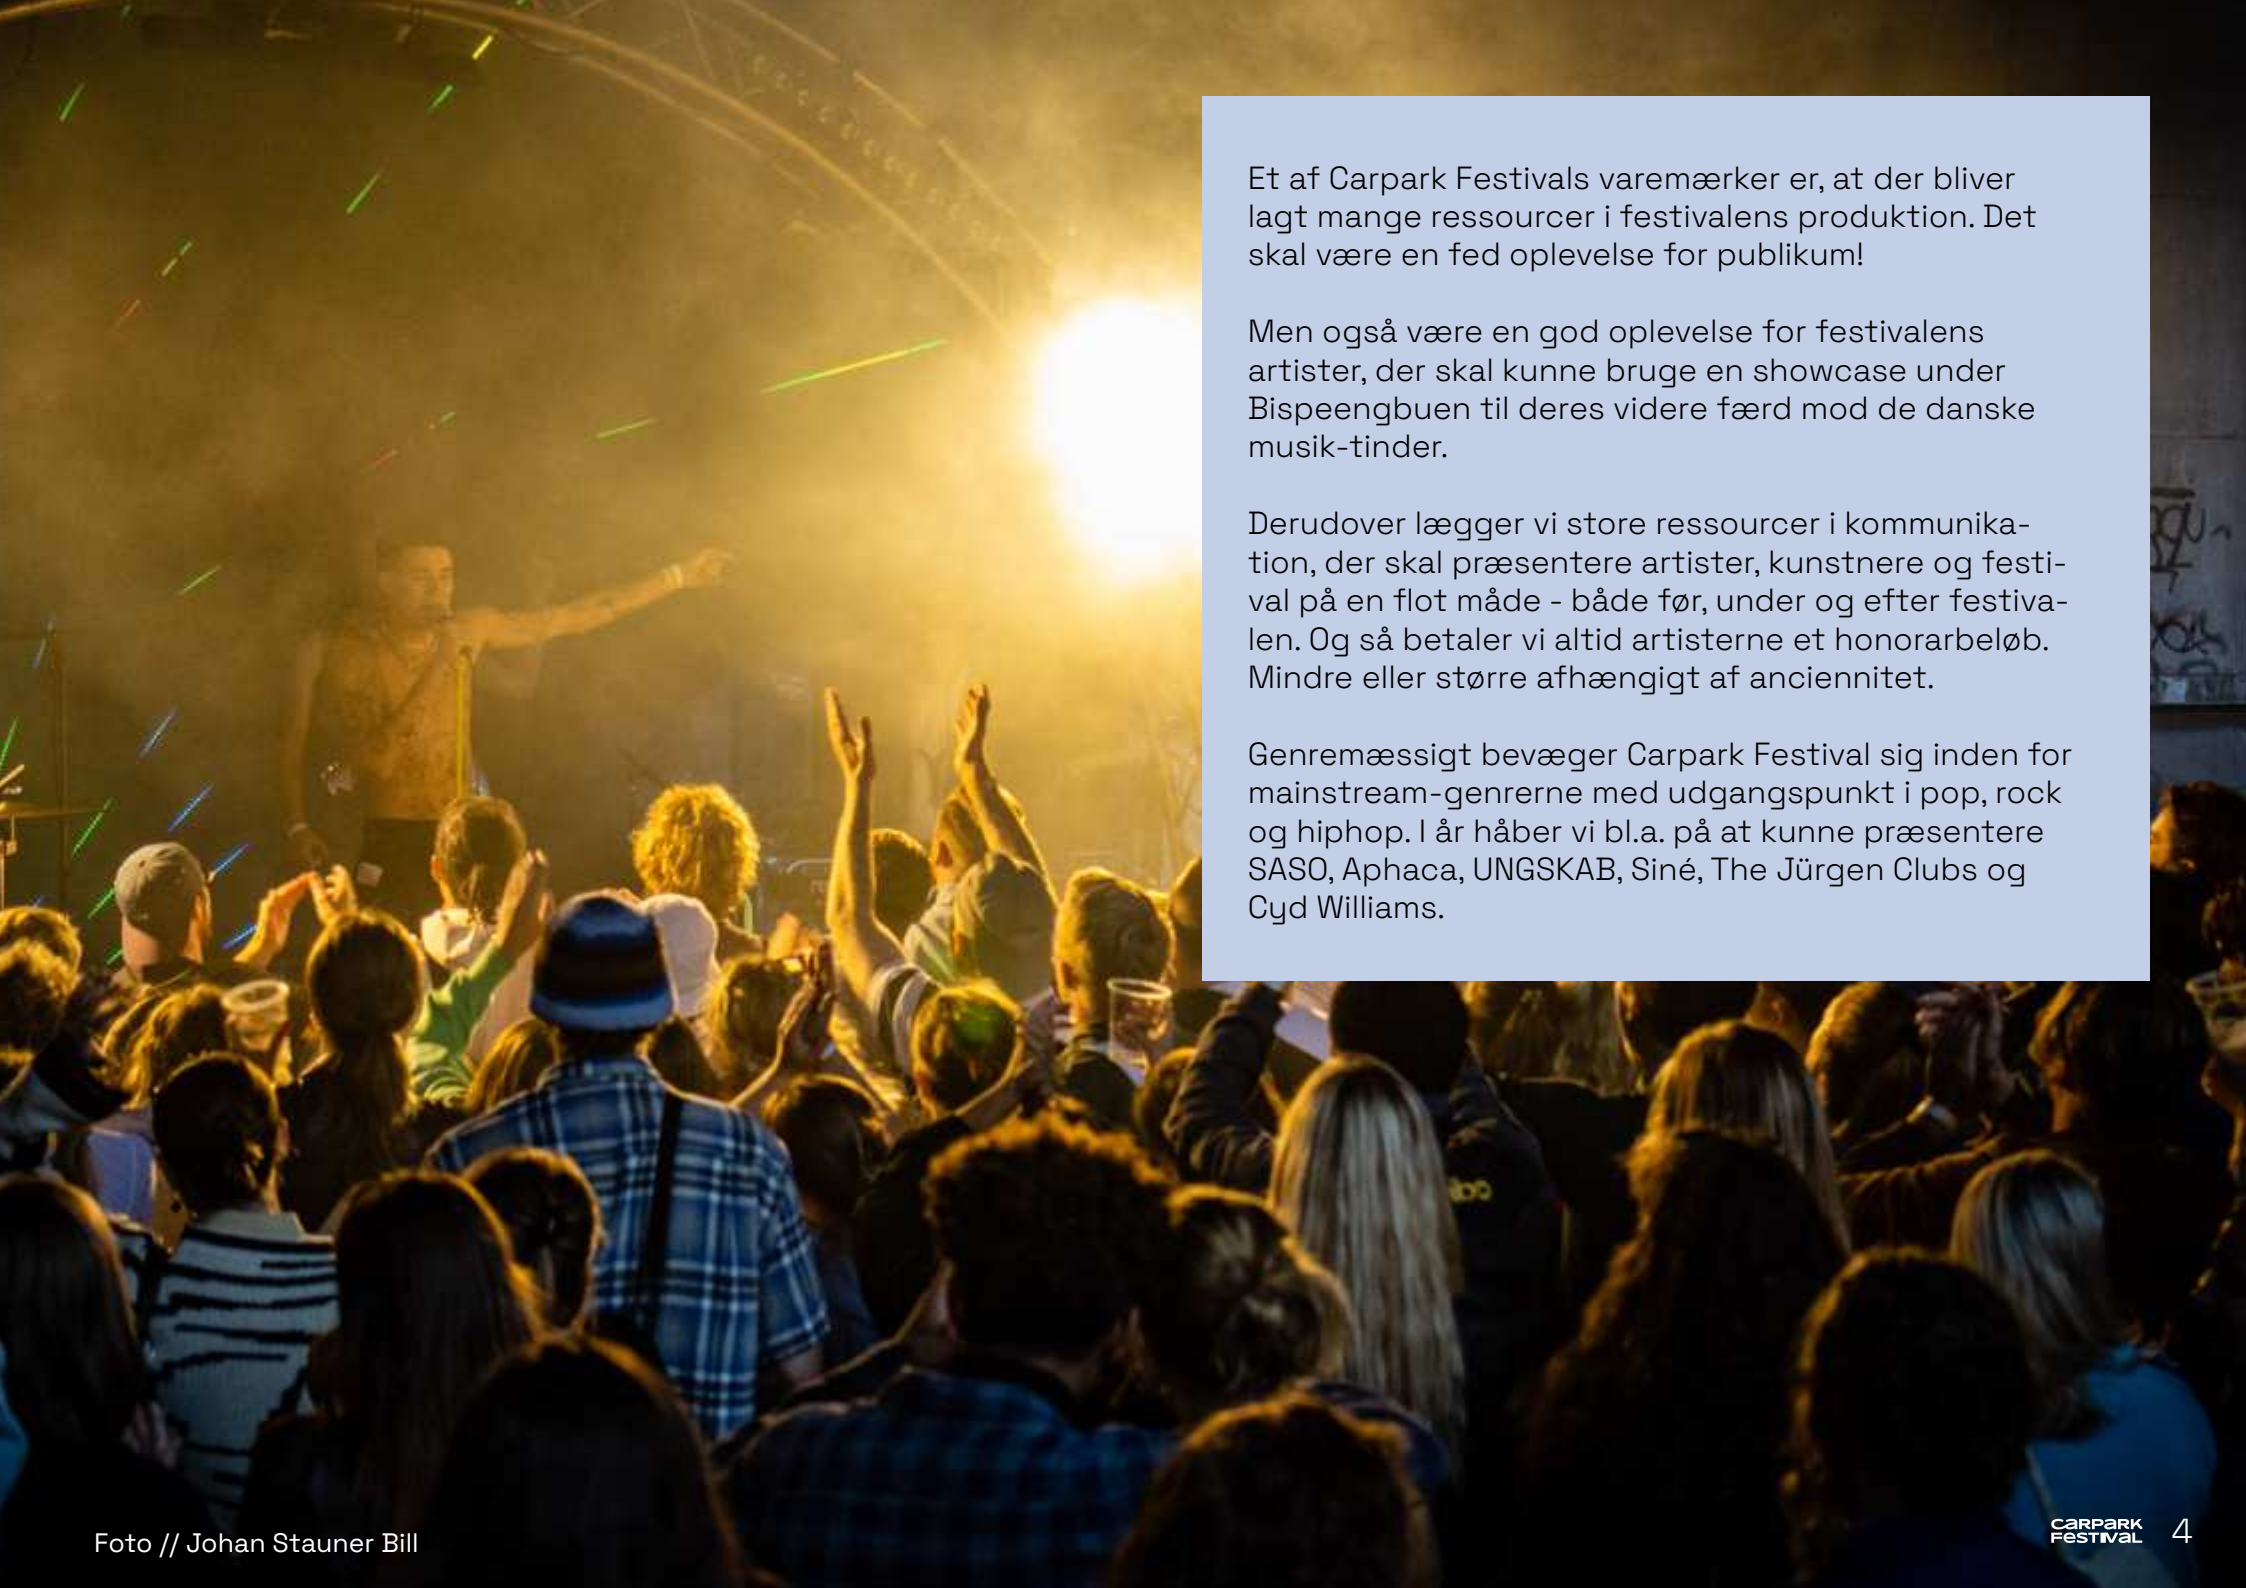 Et af Carpark Festivals varemærker er, at der bliver
lagt mange ressourcer i festivalens produktion. Det
skal være en fed oplevelse for publikum!
Men også være en god oplevelse for festivalens
artister, der skal kunne bruge en showcase under
Bispeengbuen til deres videre færd mod de danske
musik-tinder.
Derudover lægger vi store ressourcer i kommunika-
tion, der skal præsentere artister, kunstnere og festi-
val på en flot måde - både før, under og efter festiva-
len. Og så betaler vi altid artisterne et honorarbeløb.
Mindre eller større afhængigt af anciennitet.
Genremæssigt bevæger Carpark Festival sig inden for
mainstream-genrerne med udgangspunkt i pop, rock
og hiphop. I år håber vi bl.a. på at kunne præsentere
SASO, Aphaca, UNGSKAB, Siné, The Jürgen Clubs og
Cyd Williams.
Foto // Johan Stauner Bill
CARPARK
FESTIVAL
4